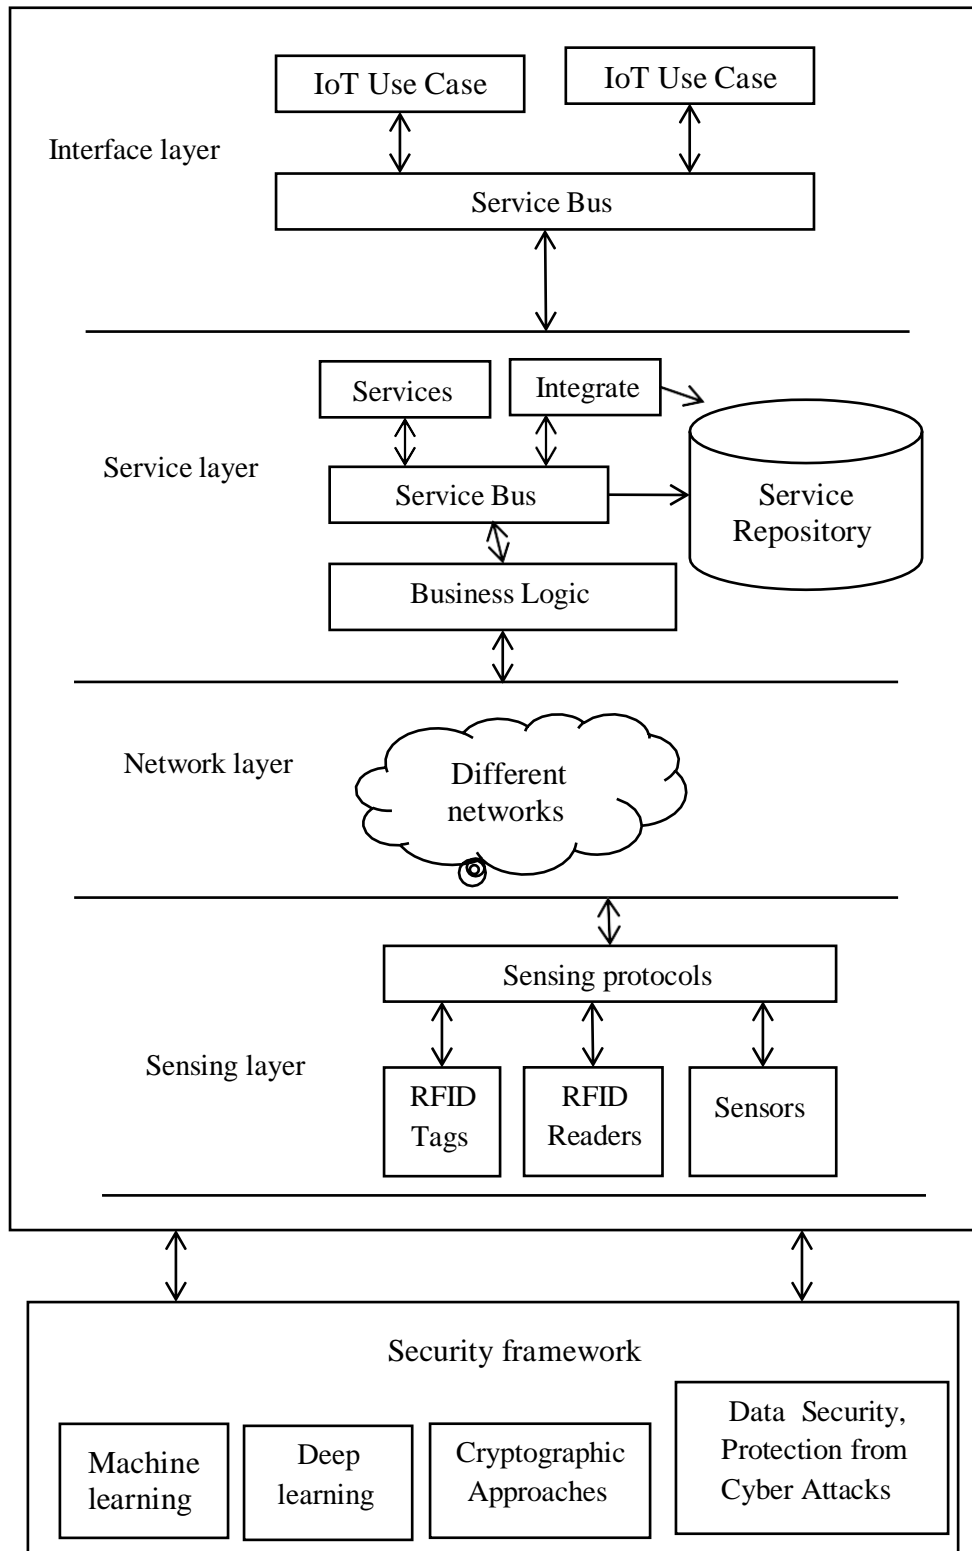 IoT Use Case
IoT Use Case
Interface layer
Service Bus
Services
Integrate
Service layer
Service Bus
Service
Repository
Business Logic
Network layer
Different
networks
Sensing protocols
Sensing layer
RFID
Tags
RFID
Readers
Sensors
Security framework
Machine
learning
Deep
learning
Cryptographic
Approaches
Data Security,
Protection from
Cyber Attacks